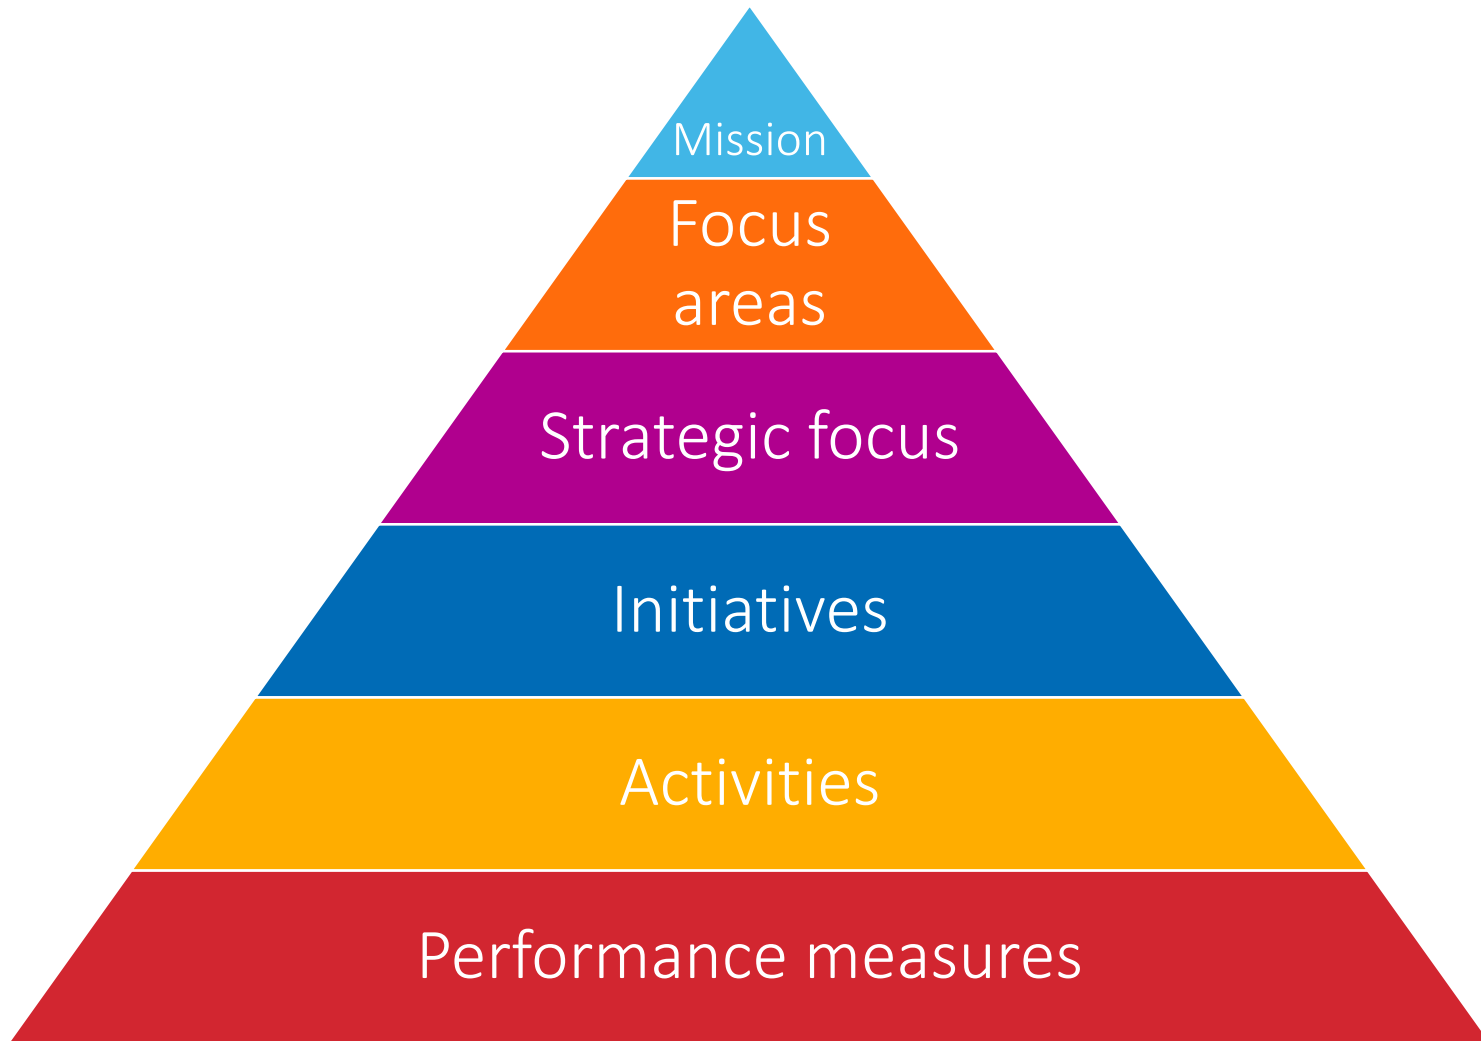 Mission
Focus
areas
Strategic focus
Initiatives
Activities
Performance measures